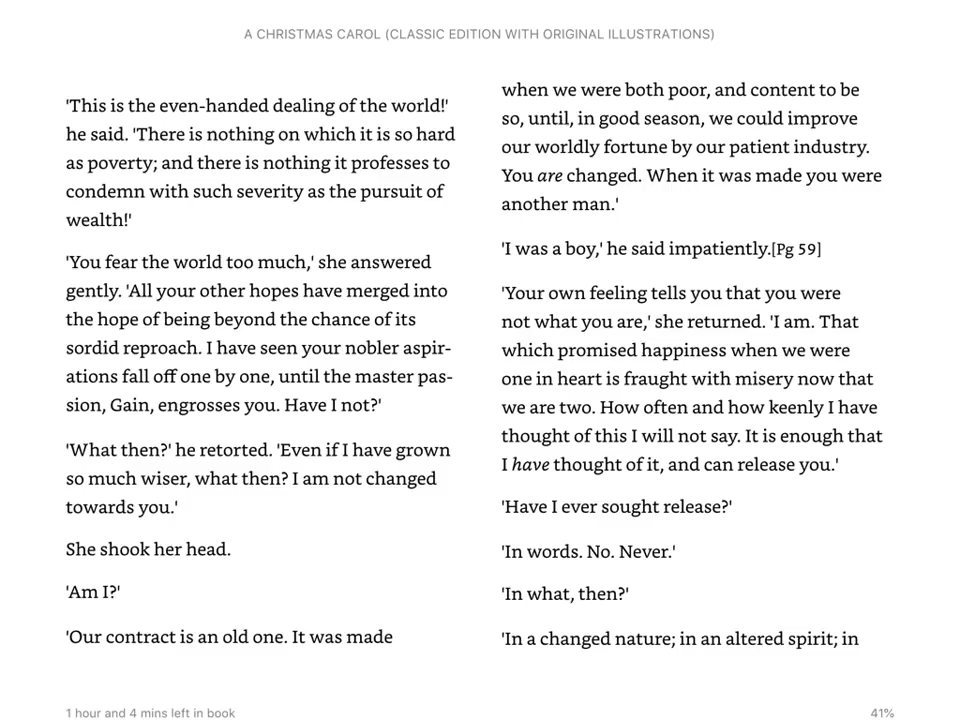 A CHRISTMAS CAROL (CLASSIC EDITION WITH ORIGINAL ILLUSTRATIONS)
'This is the even-handed dealing of the world!'
he said. 'There is nothing on which it is so hard
as poverty; and there is nothing it professes to
condemn with such severity as the pursuit of
wealth!'
'You fear the world too much,' she answered
gently. 'All your other hopes have merged into
the hope of being beyond the chance of its
sordid reproach. I have seen your nobler aspir-
ations fall off one by one, until the master pas-
sion, Gain, engrosses you. Have I not?'
'What then?' he retorted. 'Even if I have grown
so much wiser, what then? I am not changed
towards you.'
She shook her head.
'Am I?'
'Our contract is an old one. It was made
when we were both poor, and content to be
so, until, in good season, we could improve
our worldly fortune by our patient industry.
You are changed. When it was made you were
another man.'
'I was a boy,' he said impatiently.[Pg 59]
'Your own feeling tells you that you were
not what you are,' she returned. 'I am. That
which promised happiness when we were
one in heart is fraught with misery now that
we are two. How often and how keenly I have
thought of this I will not say. It is enough that
I have thought of it, and can release you.'
'Have I ever sought release?'
'In words. No. Never.'
'In what, then?'
'In a changed nature; in an altered spirit; in
1 hour and 4 mins left in book
41%